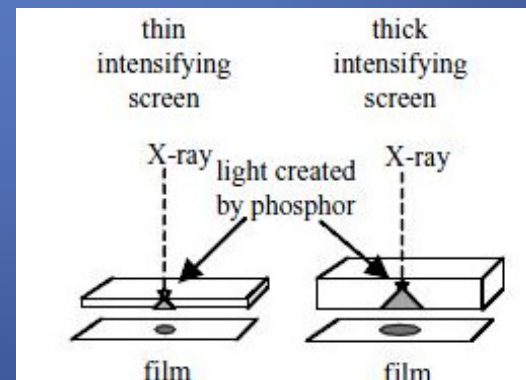 thin
intensifying
screen
thick
intensifying
screen
X-ray
light created
by phosphor
X-ray
film
film